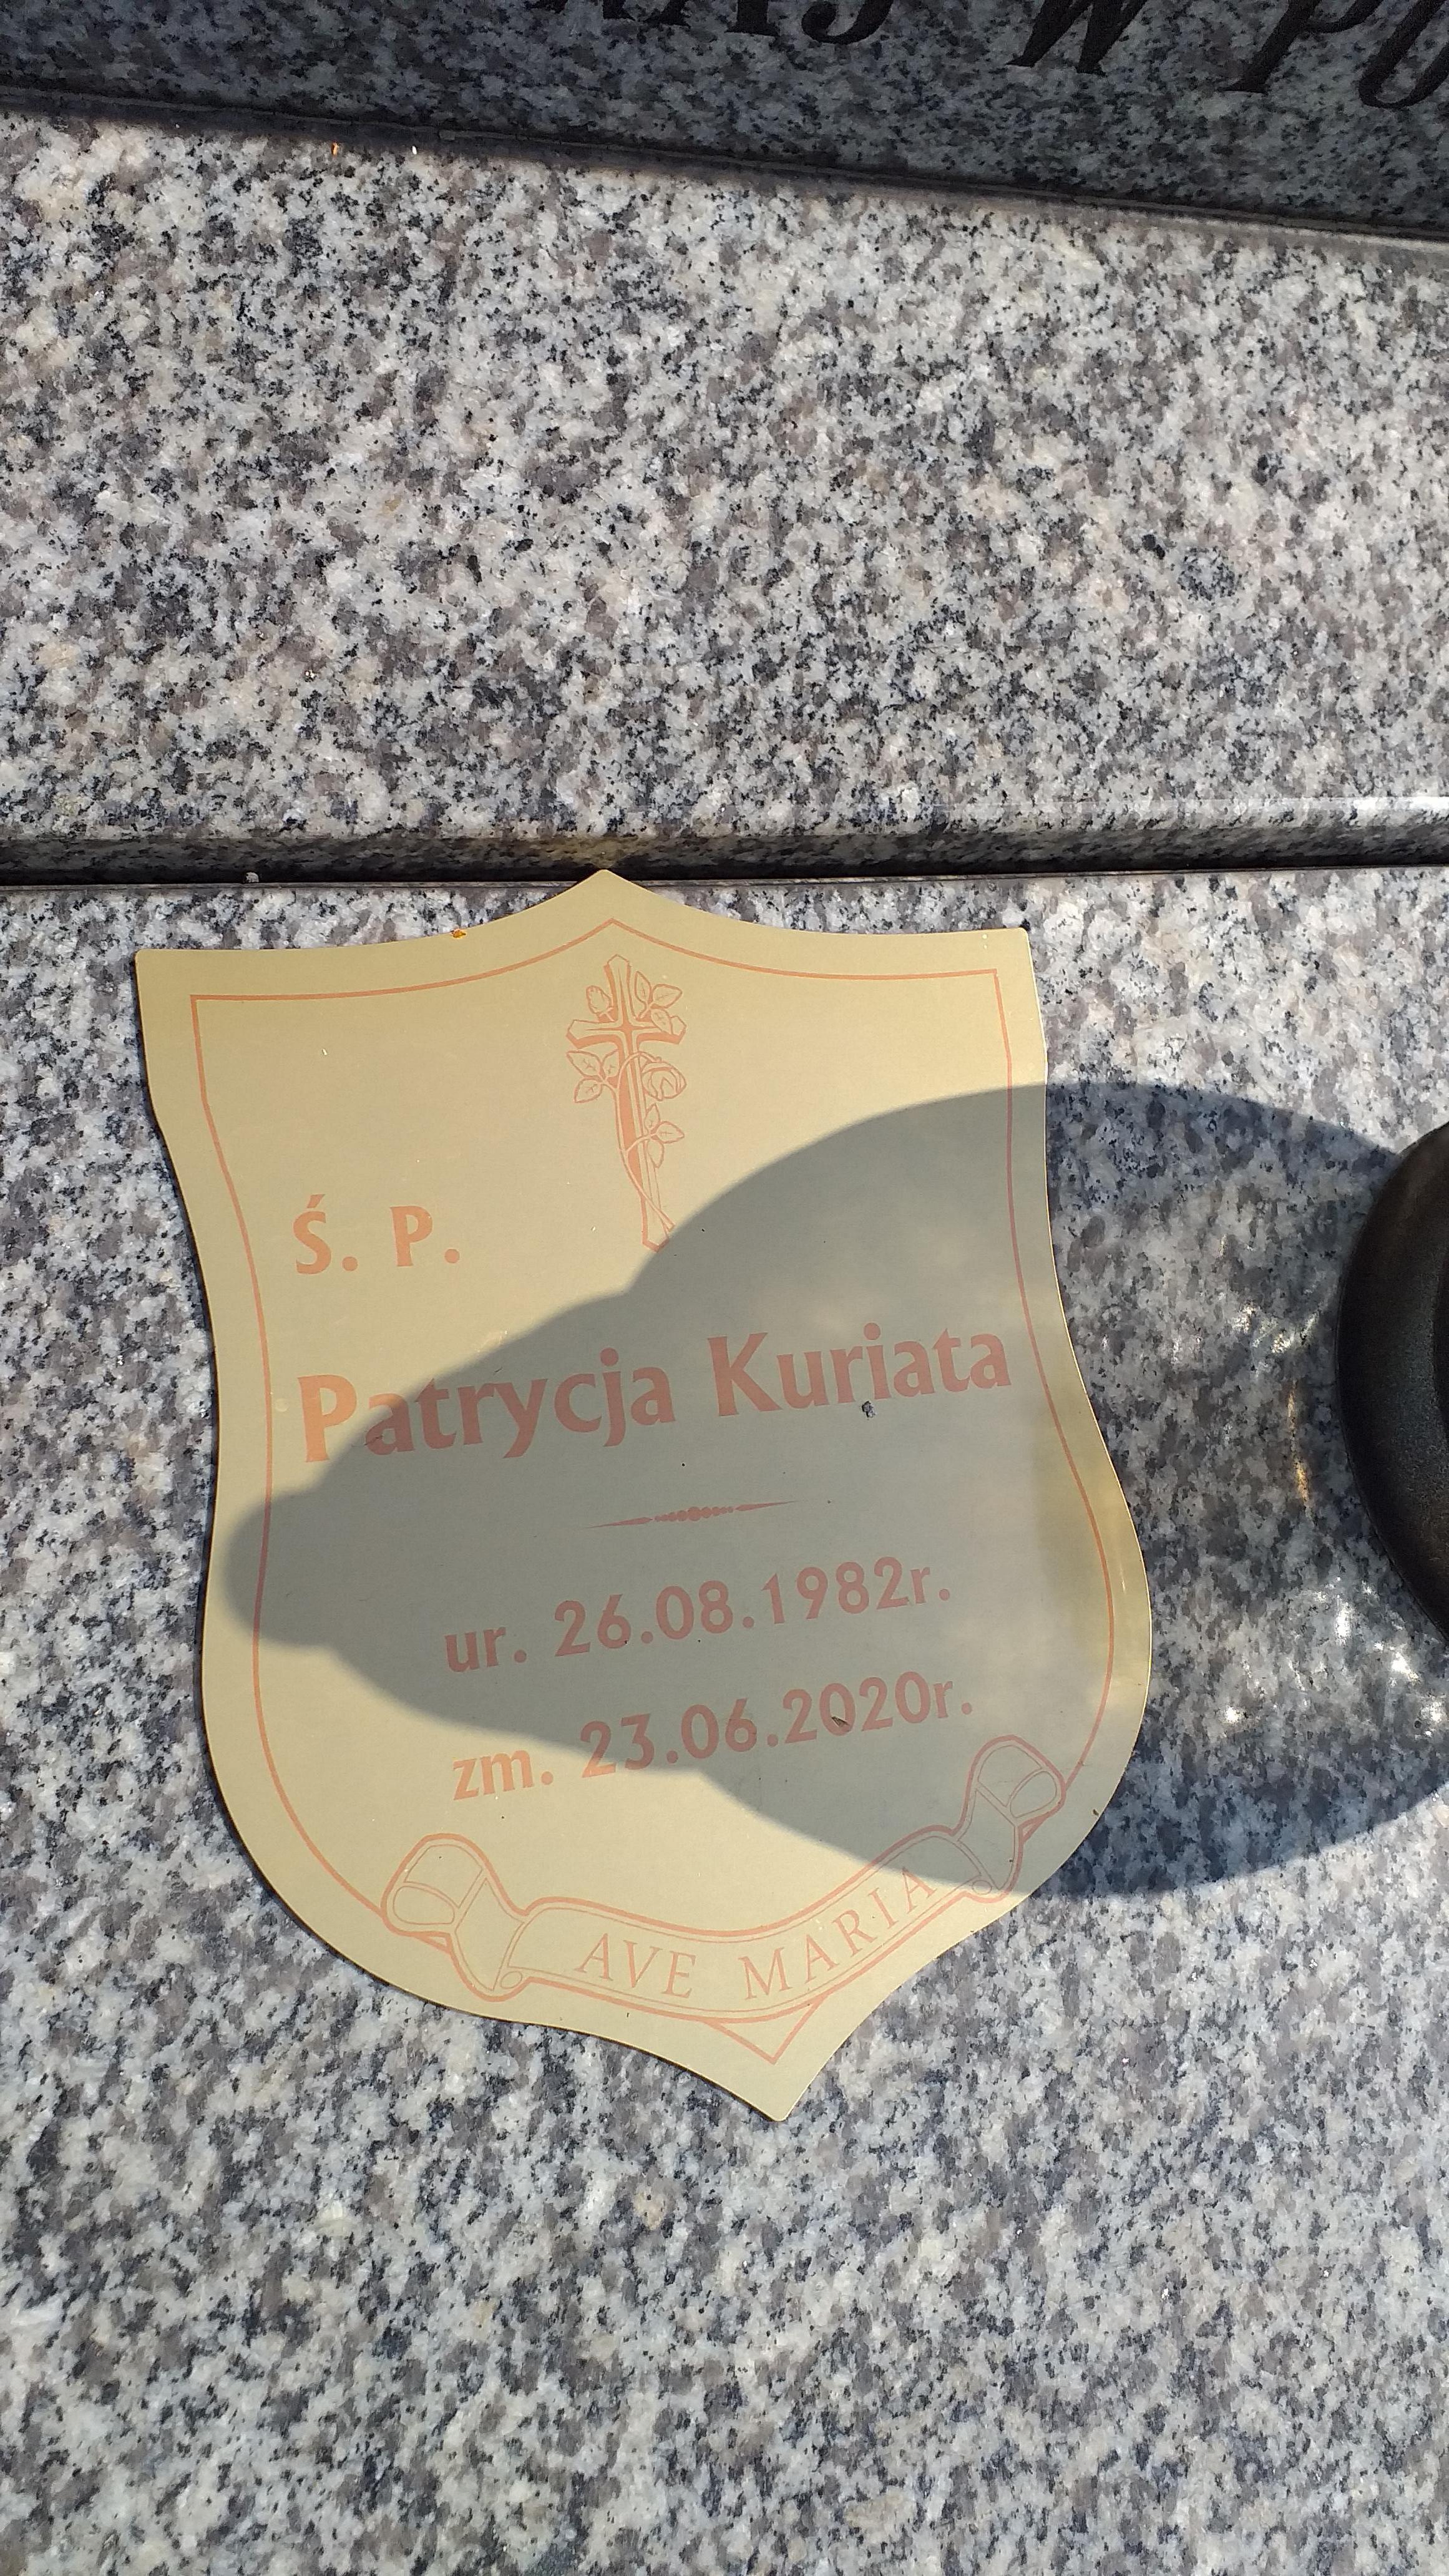 W
Ś. P.
Patrycja Kuriata
ur. 26.08.1982r.
zm. 23.06.2020r.
AVE MARIA